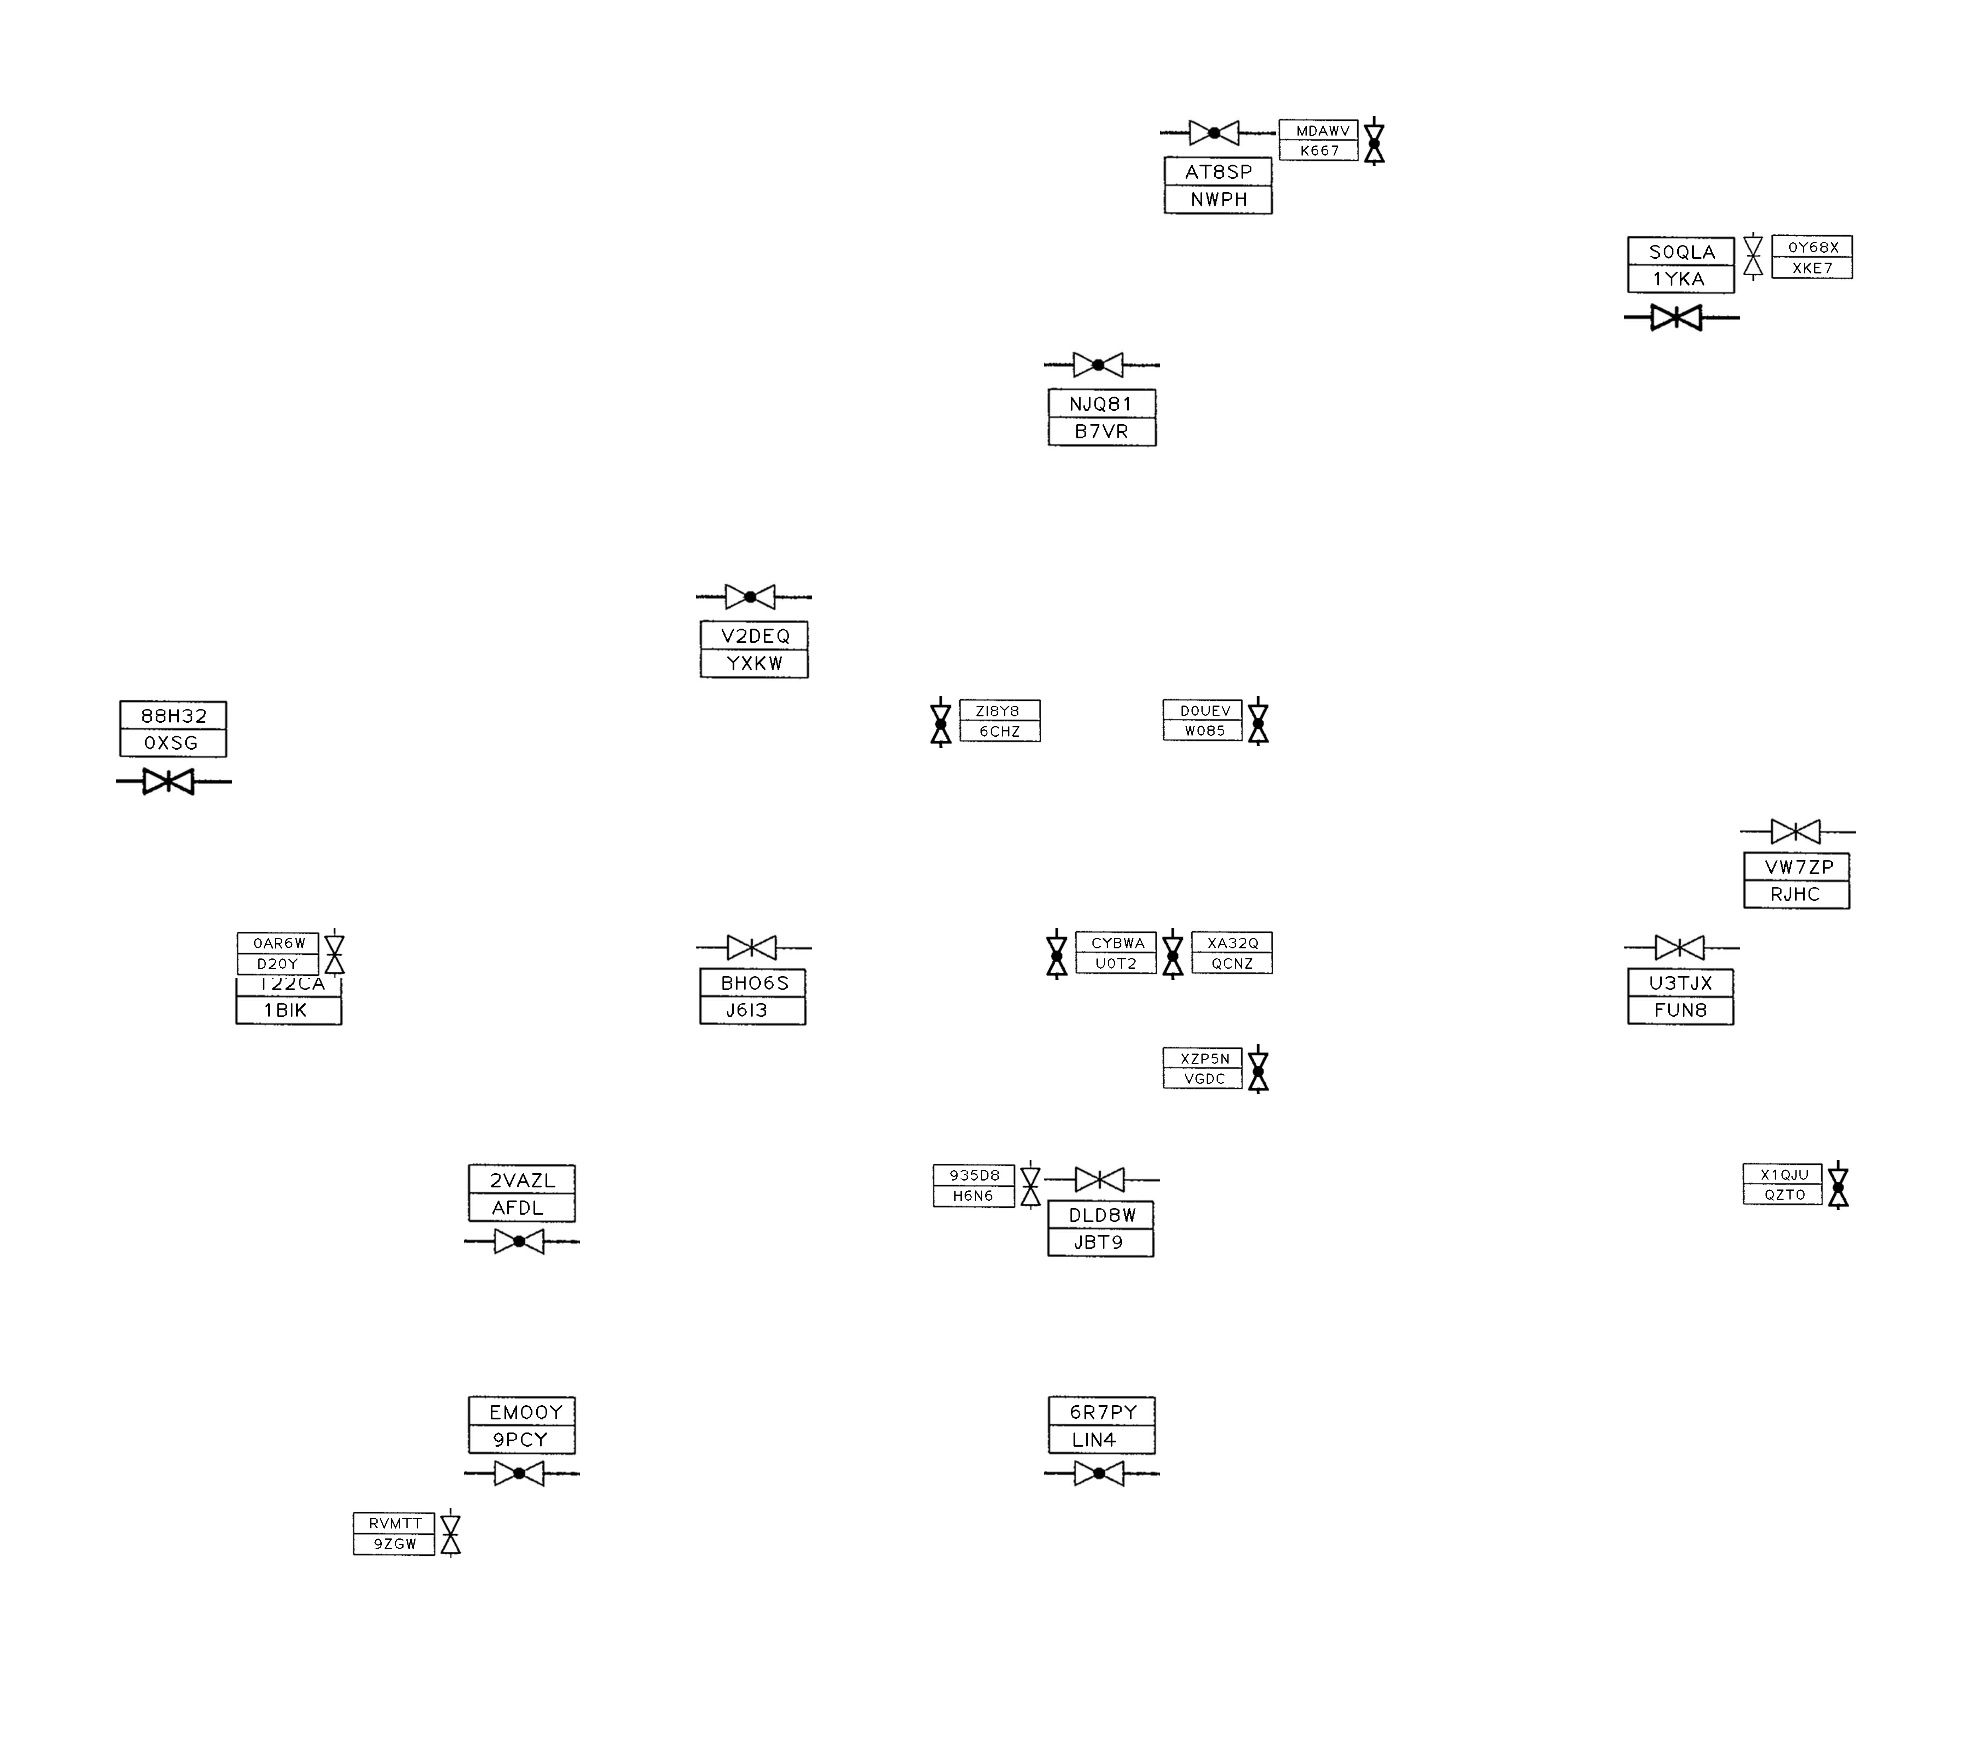 MDAWV
K667
AT8SP
NWPH
S0QLA
1YKA
0Y68X
XKE7
NJQ81
B7VR
V2DEQ
YXKW
88H32
0XSG
ZI8Y8
6CHZ
D0UEV
W085
VW7ZP
RJHC
0AR6W
D20Y
1BIK
BH06S
J6I3
CYBWA
U0T2
XA32Q
QCNZ
U3TJX
FUN8
XZP5N
VGDC
2VAZL
AFDL
935D8
H6N6
DLD8W
JBT9
X1QJU
QZT0
EM00Y
9PCY
6R7PY
LIN4
RVMTT
9ZGW